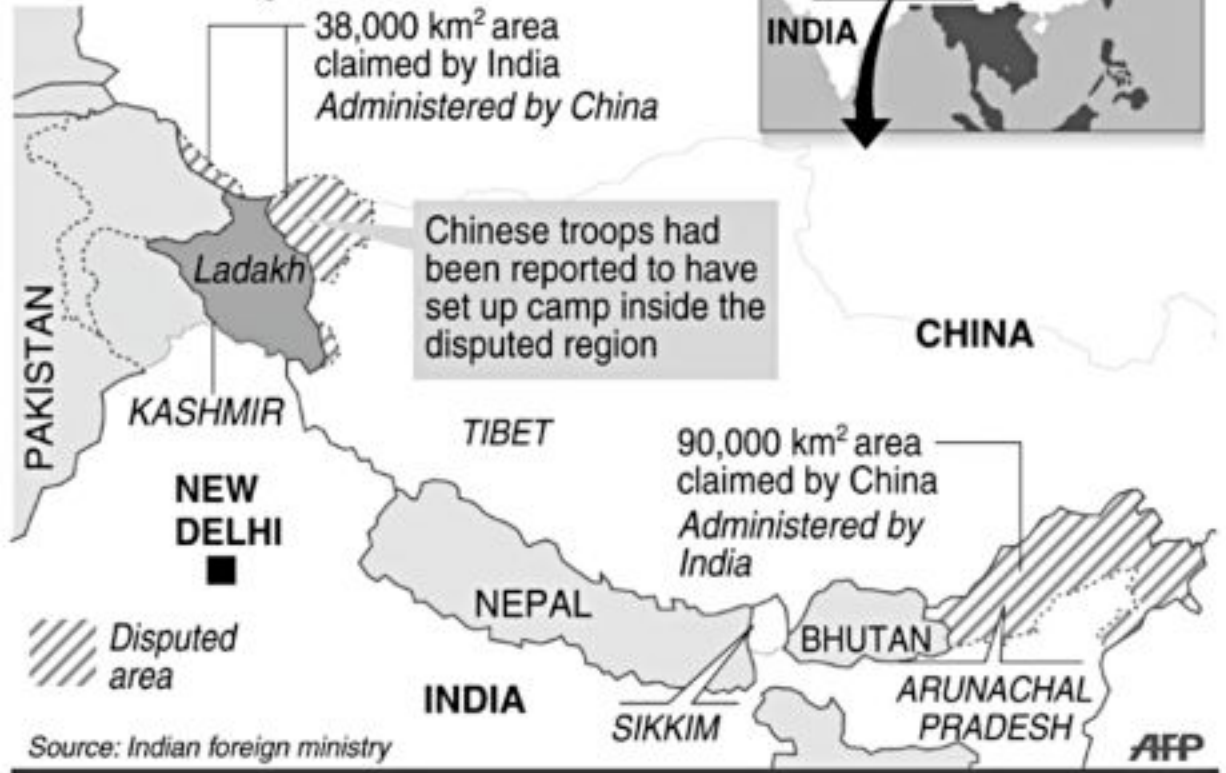 38,000 km² area
claimed by India
Administered by China
INDIA
Chinese troops had
been reported to have
set up camp inside the
disputed region
Ladakh
PAKISTAN
CHINA
KASHMIR
TIBET
90,000 km² area
claimed by China
Administered by
India
NEW
DELHI
NEPAL
BHUTAN
Disputed
area
INDIA
SIKKIM
ARUNACHAL
PRADESH
Source: Indian foreign ministry
AFP